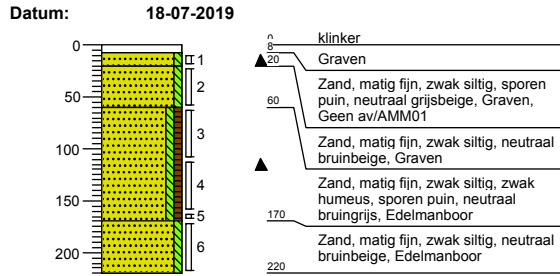 Datum: 18-07-2019
0
50
100
150
200
1
2
3
4
5
6
0
klinker
8
Graven
20
Zand, matig fijn, zwak siltig, sporen
puin, neutraal grijsbeige, Graven,
Geen av/AMM01
60
Zand, matig fijn, zwak siltig, neutraal
bruinbeige, Graven
Zand, matig fijn, zwak siltig, zwak
humeus, sporen puin, neutraal
bruingrijs, Edelmanboor
170
Zand, matig fijn, zwak siltig, neutraal
bruinbeige, Edelmanboor
220